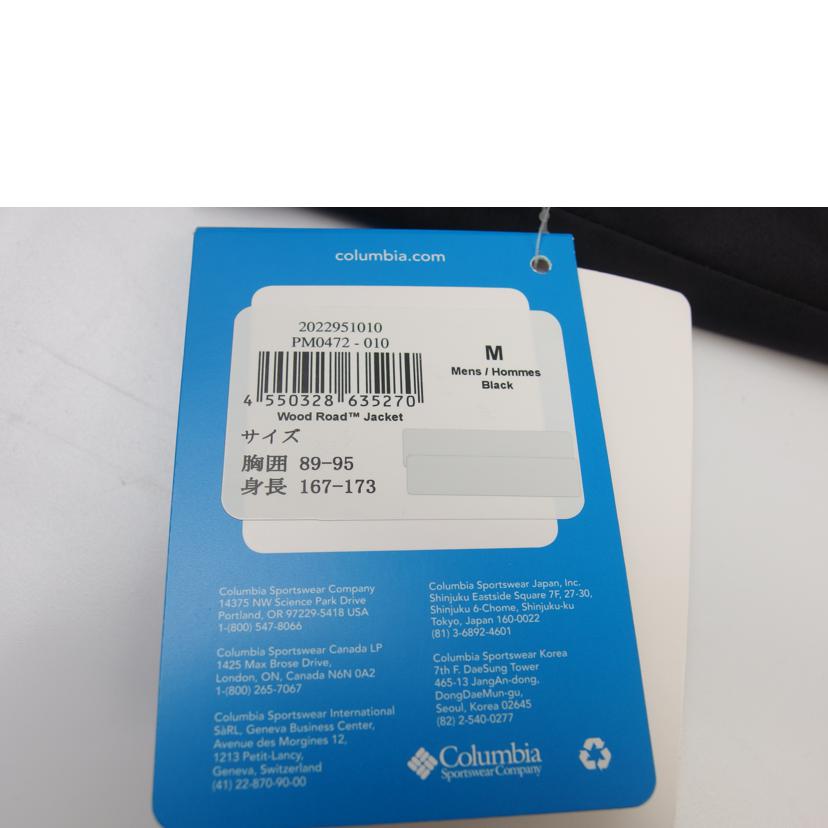 columbia.com
2022951010
PM0472 - 010
4 550328 635270
Wood Road™ Jacket
M
Mens / Hommes
Black
サイズ
胸囲 89-95
身長 167-173
Columbia Sportswear Company
14375 NW Science Park Drive
Portland, OR 97229-5418 USA
1-(800) 547-8066
Columbia Sportswear Canada LP
1425 Max Brose Drive,
London, ON, Canada N6N 0A2
1-(800) 265-7067
Columbia Sportswear International
SàRL, Geneva Business Center,
Avenue des Morgines 12,
1213 Petit-Lancy,
Geneva, Switzerland
(41) 22-870-90-00
Columbia Sportswear Japan, Inc.
Shinjuku Eastside Square 7F, 27-30,
Shinjuku 6-Chome, Shinjuku-ku
Tokyo, Japan 160-0022
(81) 3-6892-4601
Columbia Sportswear Korea
7th F. DaeSung Tower
465-13 JangAn-dong,
DongDaeMun-gu,
Seoul, Korea 02645
(82) 2-540-0277
Columbia
Sportswear Company